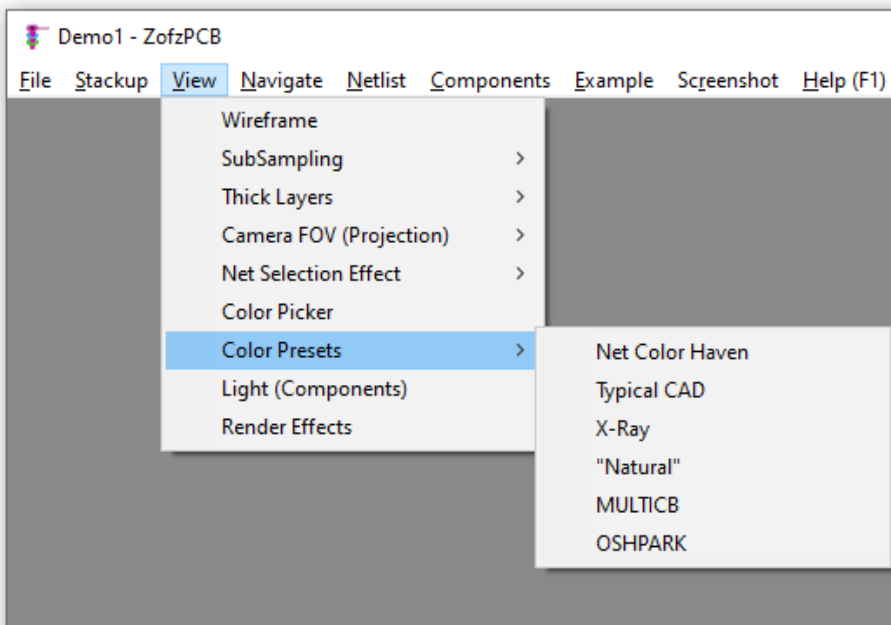 Demo1 - ZofzPCB
File Stackup View Navigate Netlist Components Example Screenshot Help (F1)
Wireframe
SubSampling
Thick Layers
Camera FOV (Projection)
Net Selection Effect
Color Picker
Color Presets
Light (Components)
Render Effects
Net Color Haven
Typical CAD
X-Ray
"Natural"
MULTICB
OSHPARK